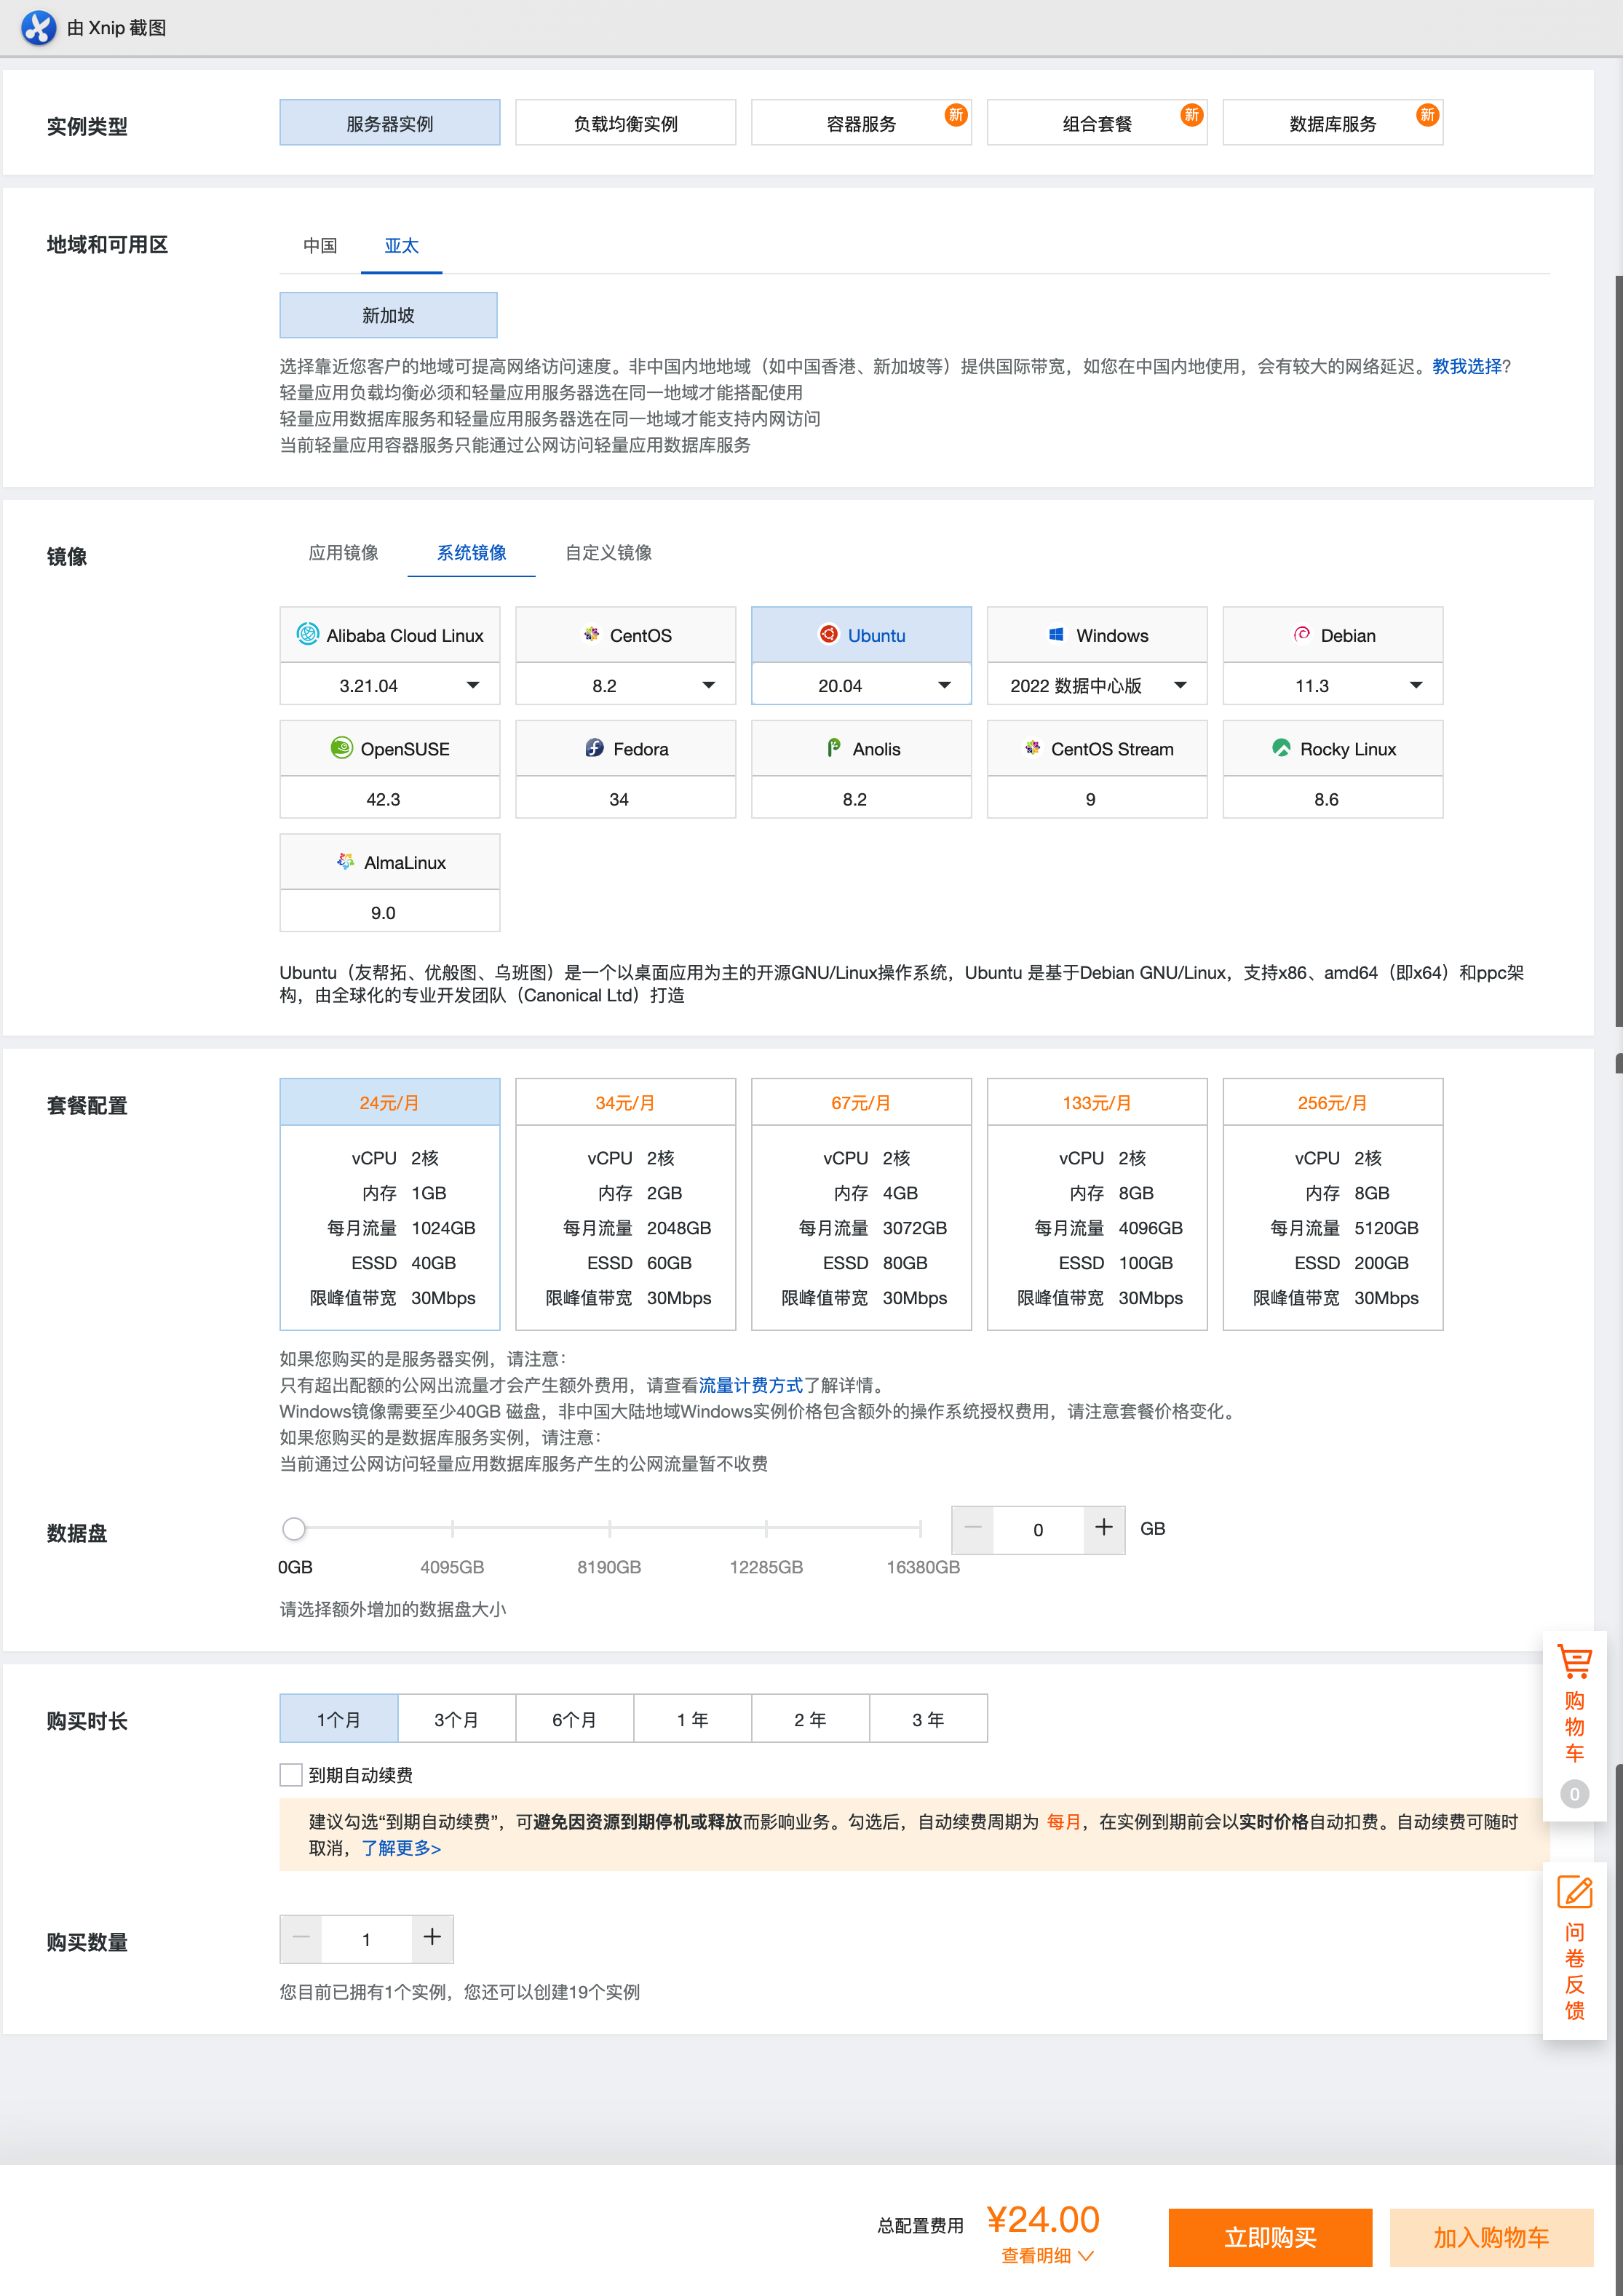 由 Xnip 截图
实例类型
服务器实例
负载均衡实例
容器服务
新
组合套餐
新
数据库服务
新
地域和可用区
中国
亚太
新加坡
选择靠近您客户的地域可提高网络访问速度。非中国内地地域（如中国香港、新加坡等）提供国际带宽，如您在中国内地使用，会有较大的网络延迟。教我选择?
轻量应用负载均衡必须和轻量应用服务器选在同一地域才能搭配使用
轻量应用数据库服务和轻量应用服务器选在同一地域才能支持内网访问
当前轻量应用容器服务只能通过公网访问轻量应用数据库服务
镜像
应用镜像
系统镜像
自定义镜像
Alibaba Cloud Linux
CentOS
Ubuntu
Windows
Debian
3.21.04
8.2
20.04
2022 数据中心版
11.3
OpenSUSE
Fedora
Anolis
CentOS Stream
Rocky Linux
42.3
34
8.2
9
8.6
AlmaLinux
9.0
Ubuntu（友帮拓、优般图、乌班图）是一个以桌面应用为主的开源GNU/Linux操作系统，Ubuntu 是基于Debian GNU/Linux，支持x86、amd64（即x64）和ppc架
构，由全球化的专业开发团队（Canonical Ltd）打造
套餐配置
24元/月
vCPU 2核
内存 1GB
每月流量 1024GB
ESSD 40GB
限峰值带宽 30Mbps
34元/月
vCPU 2核
内存 2GB
每月流量 2048GB
ESSD 60GB
限峰值带宽 30Mbps
67元/月
vCPU 2核
内存 4GB
每月流量 3072GB
ESSD 80GB
限峰值带宽 30Mbps
133元/月
vCPU 2核
内存 8GB
每月流量 4096GB
ESSD 100GB
限峰值带宽 30Mbps
256元/月
vCPU 2核
内存 8GB
每月流量 5120GB
ESSD 200GB
限峰值带宽 30Mbps
如果您购买的是服务器实例，请注意：
只有超出配额的公网出流量才会产生额外费用，请查看流量计费方式了解详情。
Windows镜像需要至少40GB 磁盘，非中国大陆地域Windows实例价格包含额外的操作系统授权费用，请注意套餐价格变化。
如果您购买的是数据库服务实例，请注意：
当前通过公网访问轻量应用数据库服务产生的公网流量暂不收费
数据盘
0
GB
0GB
4095GB
8190GB
12285GB
16380GB
请选择额外增加的数据盘大小
购买时长
1个月
3个月
6个月
1 年
2 年
3 年
到期自动续费
建议勾选“到期自动续费”，可避免因资源到期停机或释放而影响业务。勾选后，自动续费周期为 每月，在实例到期前会以实时价格自动扣费。自动续费可随时
取消，了解更多>
购买数量
1
您目前已拥有1个实例，您还可以创建19个实例
购
物
车
0
问
卷
反
馈
总配置费用
¥24.00
查看明细
立即购买
加入购物车